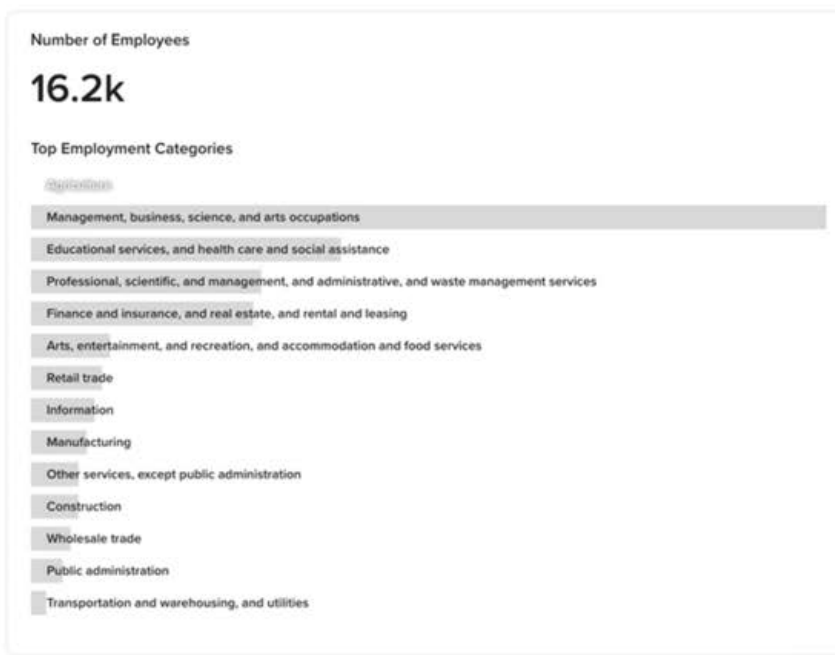 Number of Employees
16.2k
Top Employment Categories
Agriculture
Management, business, science, and arts occupations
Educational services, and health care and social assistance
Professional, scientific, and management, and administrative, and waste management services
Finance and insurance, and real estate, and rental and leasing
Arts, entertainment, and recreation, and accommodation and food services
Retail trade
Information
Manufacturing
Other services, except public administration
Construction
Wholesale trade
Public administration
Transportation and warehousing, and utilities